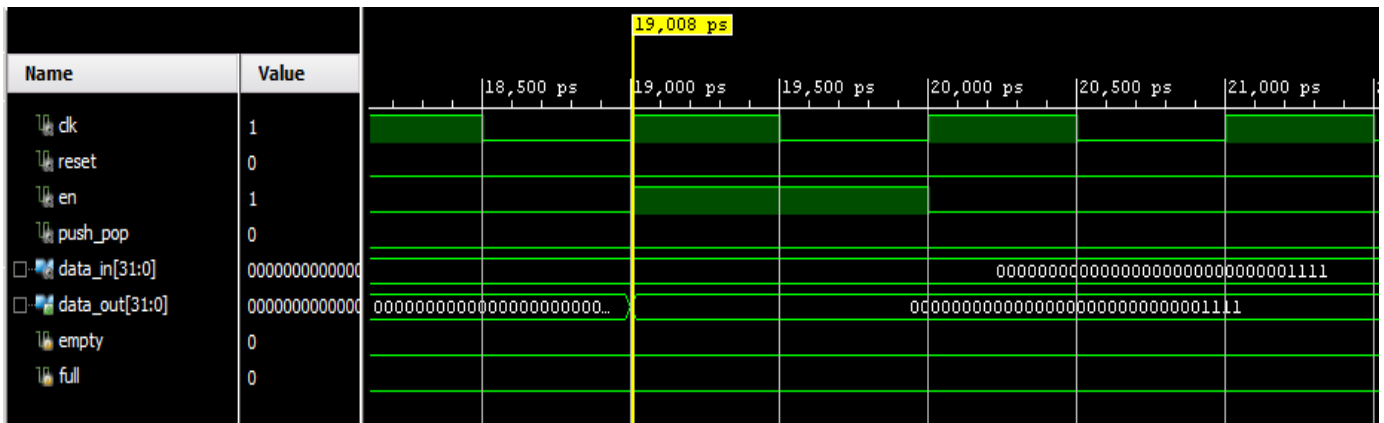 19,008 ps
Name Value
18,500 ps 19,000 ps 19,500 ps 20,000 ps 20,500 ps 21,000 ps
clk 1
reset 0
en 1
push_pop 0
data_in[31:0] 0000000000000 00000000000000000000000000001111
data_out[31:0] 0000000000000 00000000000000000000000... 00000000000000000000000000001111
empty 0
full 0